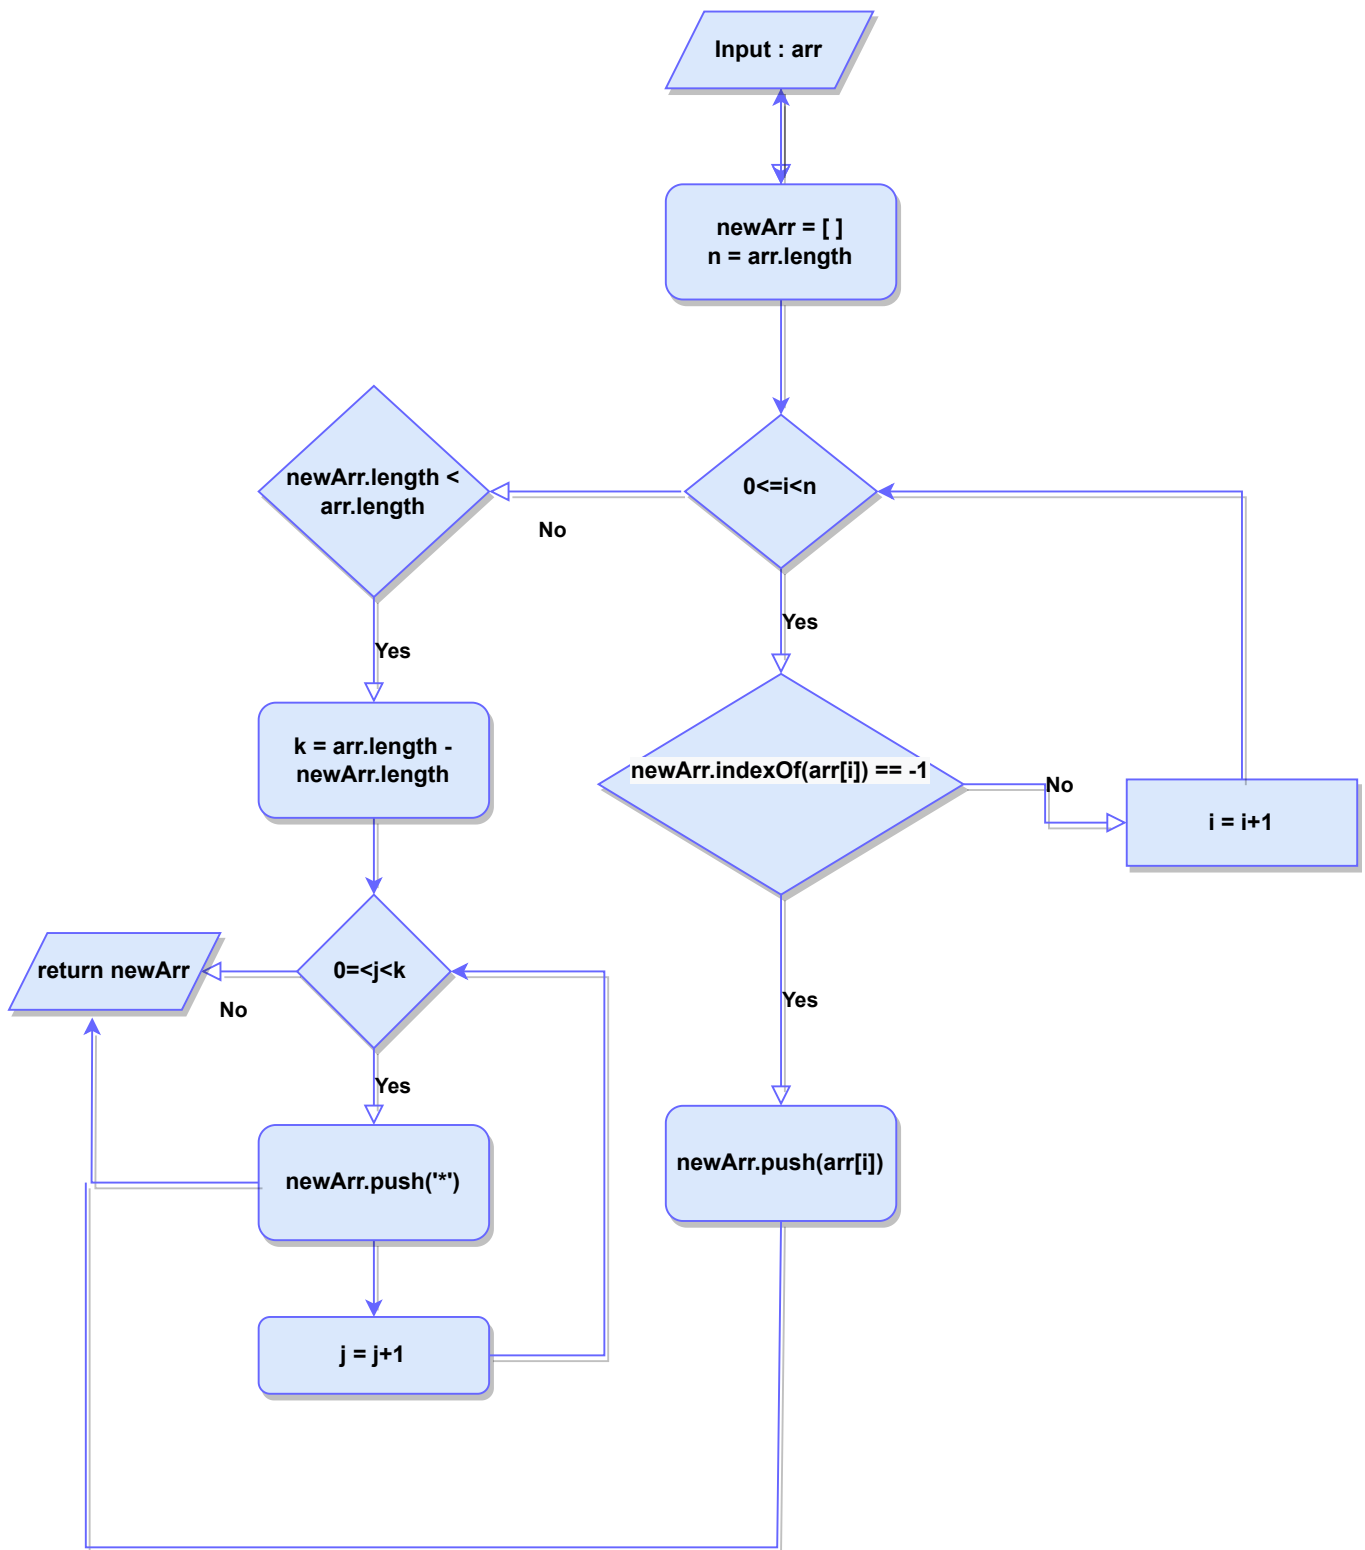 Input : arr
newArr = [ ]
n = arr.length
newArr.length <
arr.length
0<=i<n
No
Yes
Yes
k = arr.length -
newArr.length
newArr.indexOf(arr[i]) == -1
No
i = i+1
return newArr
0=<j<k
No
Yes
Yes
newArr.push('*')
newArr.push(arr[i])
j = j+1